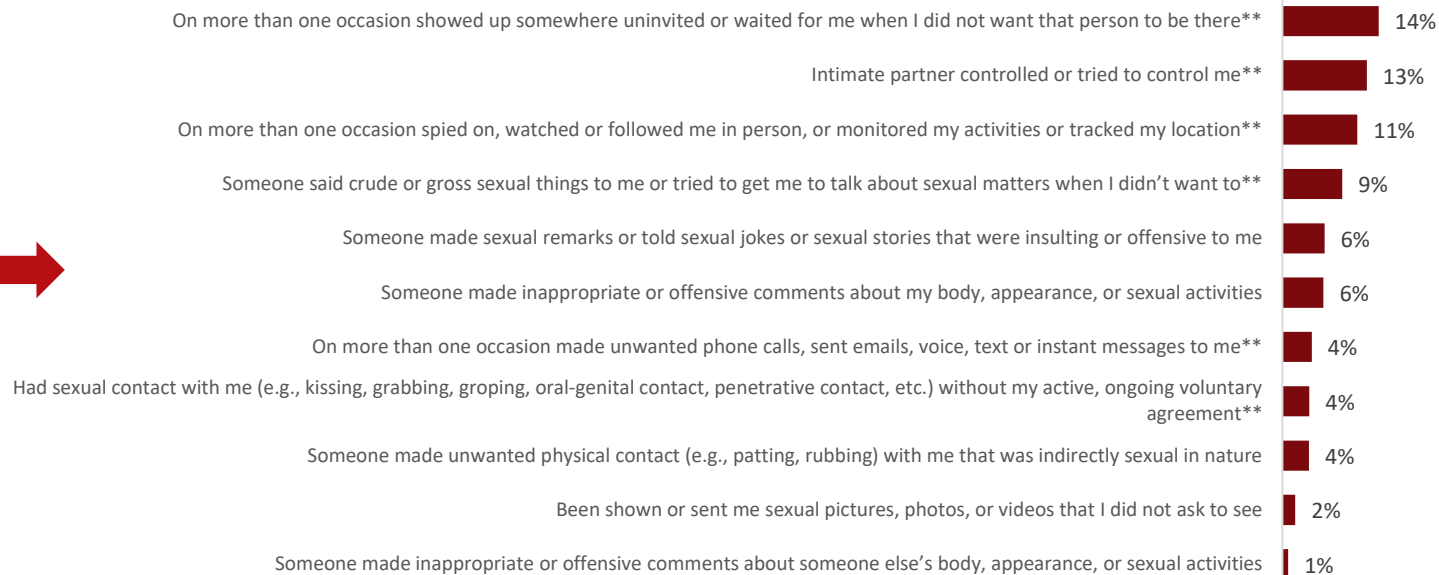 On more than one occasion showed up somewhere uninvited or waited for me when I did not want that person to be there** 14%
Intimate partner controlled or tried to control me** 13%
On more than one occasion spied on, watched or followed me in person, or monitored my activities or tracked my location** 11%
Someone said crude or gross sexual things to me or tried to get me to talk about sexual matters when I didn’t want to** 9%
Someone made sexual remarks or told sexual jokes or sexual stories that were insulting or offensive to me 6%
Someone made inappropriate or offensive comments about my body, appearance, or sexual activities 6%
On more than one occasion made unwanted phone calls, sent emails, voice, text or instant messages to me** 4%
Had sexual contact with me (e.g., kissing, grabbing, groping, oral-genital contact, penetrative contact, etc.) without my active, ongoing voluntary
agreement** 4%
Someone made unwanted physical contact (e.g., patting, rubbing) with me that was indirectly sexual in nature 4%
Been shown or sent me sexual pictures, photos, or videos that I did not ask to see 2%
Someone made inappropriate or offensive comments about someone else’s body, appearance, or sexual activities 1%